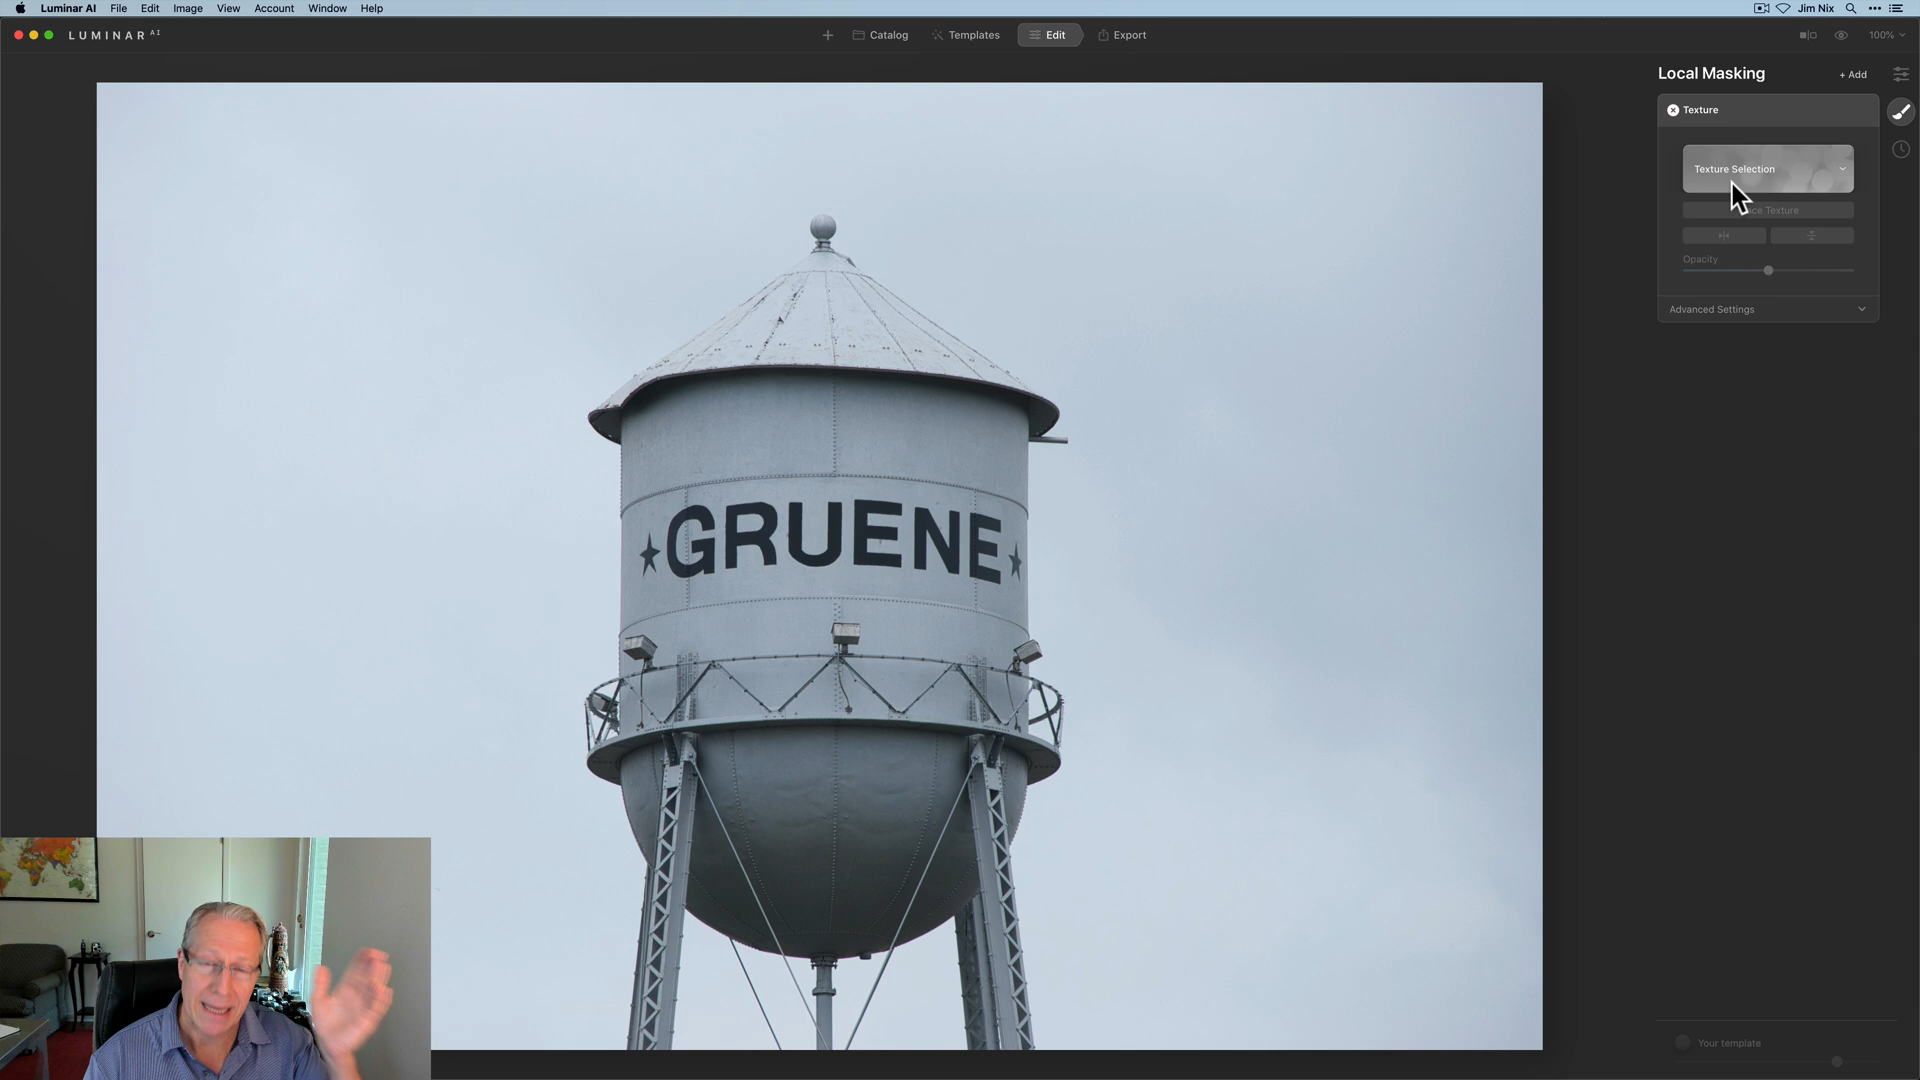 Luminar AI File Edit Image View Account Window Help Jim Nix
LUMINAR AI + Catalog Templates Edit Export 100%
Local Masking + Add
Texture
Texture Selection
Texture
Opacity
Advanced Settings
★GRUENE★
Your template